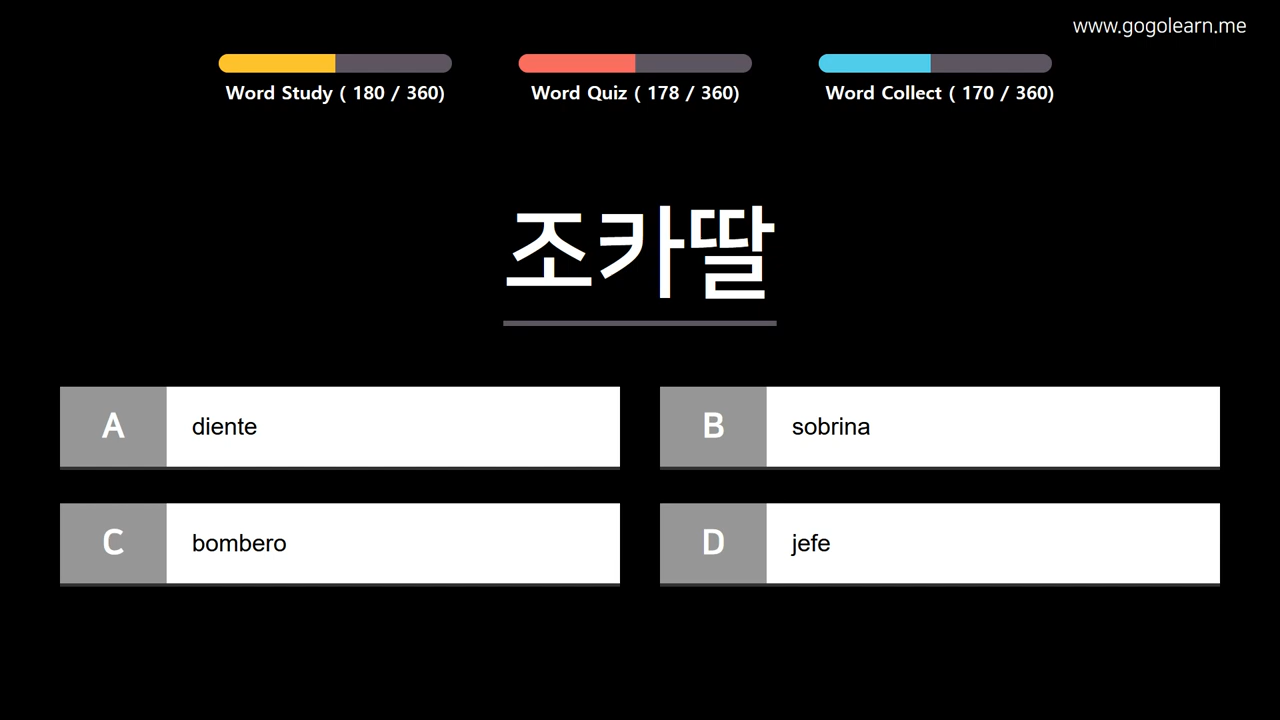 www.gogolearn.me
Word Study ( 180 / 360)
Word Quiz ( 178 / 360)
Word Collect ( 170 / 360)
조카딸
A diente
B sobrina
C bombero
D jefe